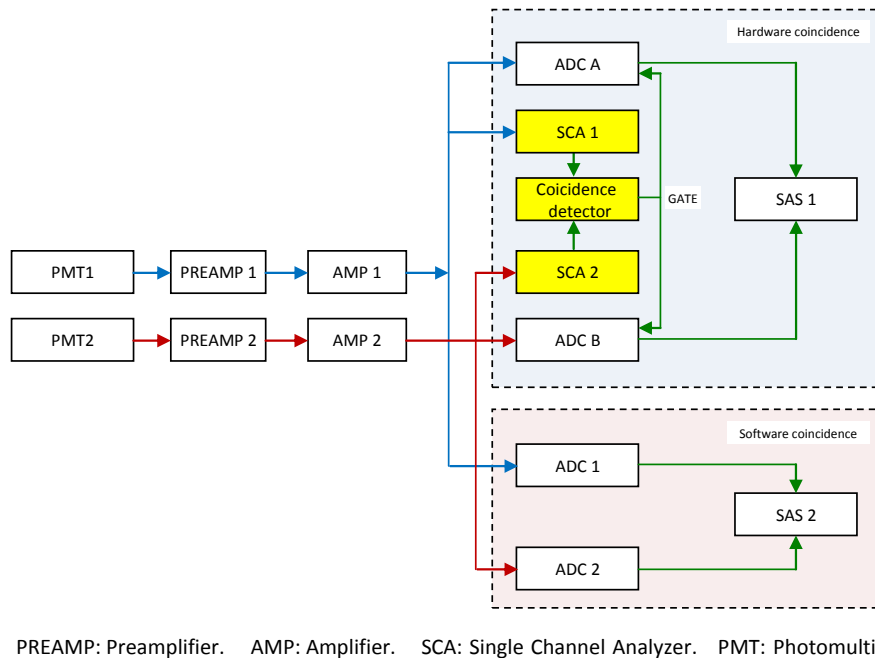 Hardware coincidence
ADC A
SCA 1
Coicidence
detector
GATE
SAS 1
PMT1
PREAMP 1
AMP 1
SCA 2
PMT2
PREAMP 2
AMP 2
ADC B
Software coincidence
ADC 1
SAS 2
ADC 2
PREAMP: Preamplifier. AMP: Amplifier. SCA: Single Channel Analyzer. PMT: Photomulti